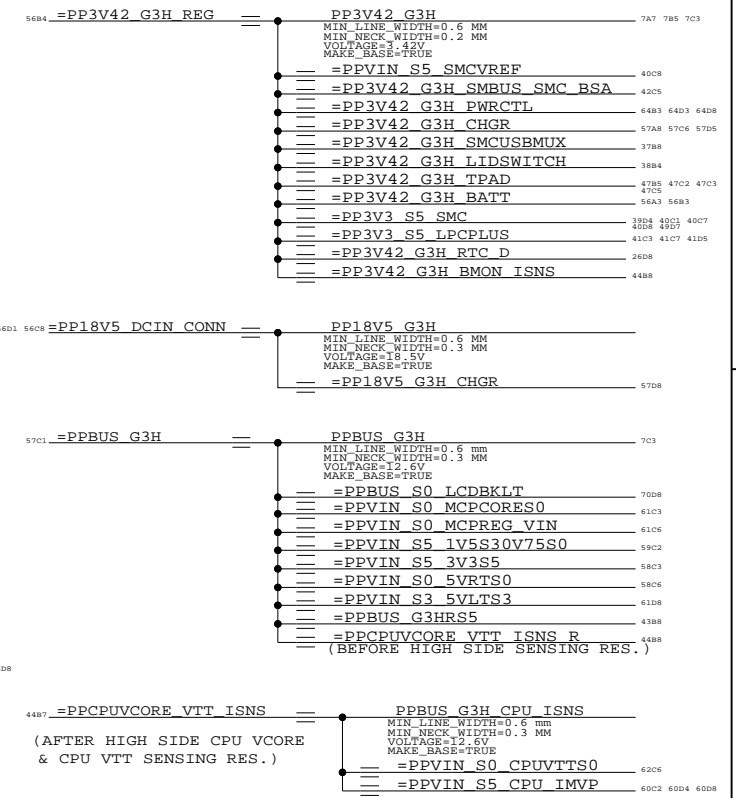 56B4 =PP3V42_G3H_REG PP3V42_G3H 7A7 7B5 7C3
MIN_LINE_WIDTH=0.6 MM
MIN_NECK_WIDTH=0.2 MM
VOLTAGE=3.42V
MAKE_BASE=TRUE
=PPVIN_S5_SMCVREF 40C8
=PP3V42_G3H_SMBUS_SMC_BSA 42C5
=PP3V42_G3H_PWRCTL 64B3 64D3 64D8
=PP3V42_G3H_CHGR 57A8 57C6 57D5
=PP3V42_G3H_SMCUSBMUX 37B8
=PP3V42_G3H_LIDSWITCH 38B4
=PP3V42_G3H_TPAD 47B5 47C2 47C3
47C5
=PP3V42_G3H_BATT 56A3 56B3
=PP3V3_S5_SMC 39D4 40C1 40C7
40D8 49D7
=PP3V3_S5_LPCPLUS 41C3 41C7 41D5
=PP3V42_G3H_RTC_D 26D8
=PP3V42_G3H_BMON_ISNS 44B8
56D1 56C8 =PP18V5_DCIN_CONN PP18V5_G3H
MIN_LINE_WIDTH=0.6 MM
MIN_NECK_WIDTH=0.3 MM
VOLTAGE=18.5V
MAKE_BASE=TRUE
=PP18V5_G3H_CHGR 57D8
57C1 =PPBUS_G3H PPBUS_G3H 7C3
MIN_LINE_WIDTH=0.6 mm
MIN_NECK_WIDTH=0.3 MM
VOLTAGE=12.6V
MAKE_BASE=TRUE
=PPBUS_S0_LCDBKLT 70D8
=PPVIN_S0_MCPCORES0 61C3
=PPVIN_S0_MCPREG_VIN 61C6
=PPVIN_S5_1V5S30V75S0 59C2
=PPVIN_S5_3V3S5 58C3
=PPVIN_S0_5VRTS0 58C6
=PPVIN_S3_5VLTS3 61D8
=PPBUS_G3HRS5 43B8
=PPCPUVCORE_VTT_ISNS_R 44B8
(BEFORE HIGH SIDE SENSING RES.)
D8
44B7 =PPCPUVCORE_VTT_ISNS PPBUS_G3H_CPU_ISNS
MIN_LINE_WIDTH=0.6 mm
MIN_NECK_WIDTH=0.3 MM
VOLTAGE=12.6V
MAKE_BASE=TRUE
(AFTER HIGH SIDE CPU VCORE
& CPU VTT SENSING RES.)
=PPVIN_S0_CPUVTTS0 62C6
=PPVIN_S5_CPU_IMVP 60C2 60D4 60D8